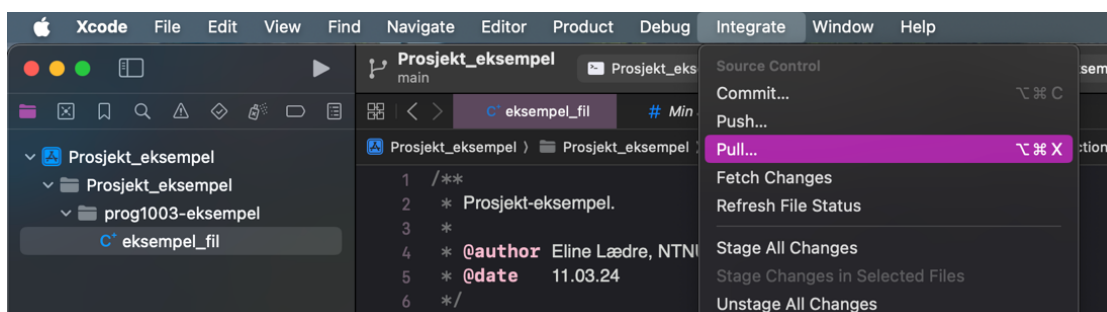 Xcode File Edit View Find Navigate Editor Product Debug Integrate Window Help
Prosjekt_eksempel
main
Prosjekt_eks
eksempel_fil
# Min
Prosjekt_eksempel 〉 Prosjekt_eksempel
Prosjekt_eksempel
Prosjekt_eksempel
prog1003-eksempel
C+ eksempel_fil
1 /**
2 * Prosjekt-eksempel.
3 *
4 * @author Eline Lædre, NTNU
5 * @date 11.03.24
6 */
Source Control
Commit... ⌥⌘C
Push...
Pull... ⌥⌘X
Fetch Changes
Refresh File Status
Stage All Changes
Stage Changes in Selected Files
Unstage All Changes